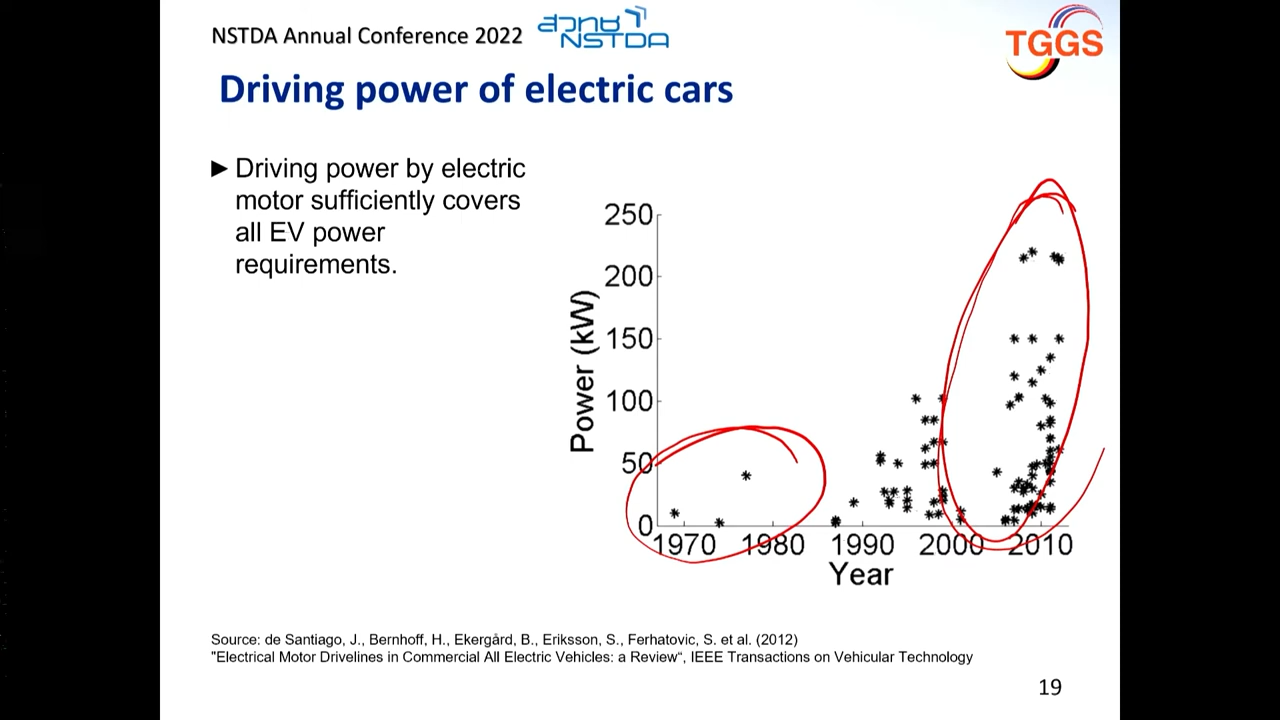 NSTDA Annual Conference 2022
สวทช
NSTDA
TGGS
Driving power of electric cars
► Driving power by electric
motor sufficiently covers
all EV power
requirements.
250
200
150
100
50
0
Power (kW)
1970 1980 1990 2000 2010
Year
Source: de Santiago, J., Bernhoff, H., Ekergård, B., Eriksson, S., Ferhatovic, S. et al. (2012)
"Electrical Motor Drivelines in Commercial All Electric Vehicles: a Review“, IEEE Transactions on Vehicular Technology
19